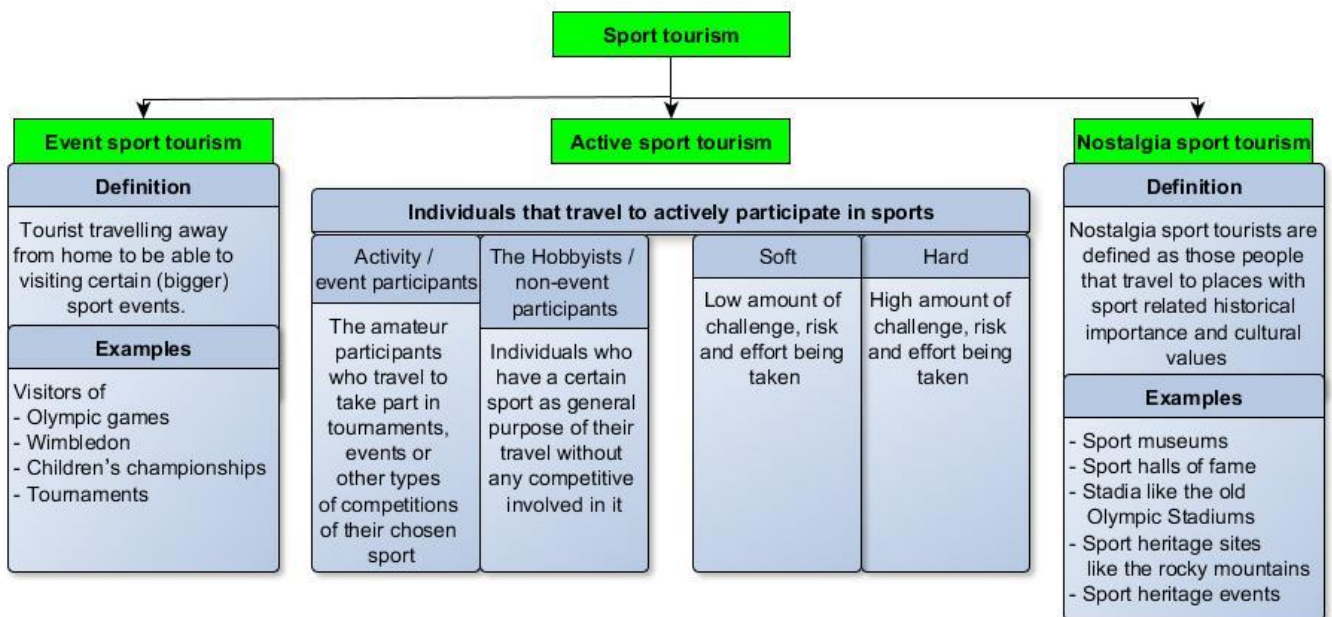 Sport tourism
Event sport tourism
Definition
Tourist travelling away
from home to be able to
visiting certain (bigger)
sport events.
Examples
Visitors of
- Olympic games
- Wimbledon
- Children's championships
- Tournaments
Active sport tourism
Individuals that travel to actively participate in sports
Activity /
event participants
The amateur
participants
who travel to
take part in
tournaments,
events or
other types
of competitions
of their chosen
sport
The Hobbyists /
non-event
participants
Individuals who
have a certain
sport as general
purpose of their
travel without
any competitive
involved in it
Soft
Low amount of
challenge, risk
and effort being
taken
Hard
High amount of
challenge, risk
and effort being
taken
Nostalgia sport tourism
Definition
Nostalgia sport tourists are
defined as those people
that travel to places with
sport related historical
importance and cultural
values
Examples
- Sport museums
- Sport halls of fame
- Stadia like the old
Olympic Stadiums
- Sport heritage sites
like the rocky mountains
- Sport heritage events